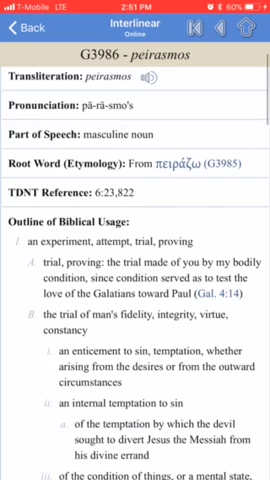 T-Mobile LTE 2:51 PM 60%
Back Interlinear
Online
G3986 - peirasmos
Transliteration: peirasmos
Pronunciation: pā-rā-smo's
Part of Speech: masculine noun
Root Word (Etymology): From πειράζω (G3985)
TDNT Reference: 6:23,822
Outline of Biblical Usage:
I. an experiment, attempt, trial, proving
A. trial, proving: the trial made of you by my bodily
condition, since condition served as to test the
love of the Galatians toward Paul (Gal. 4:14)
B. the trial of man's fidelity, integrity, virtue,
constancy
i. an enticement to sin, temptation, whether
arising from the desires or from the outward
circumstances
ii. an internal temptation to sin
a. of the temptation by which the devil
sought to divert Jesus the Messiah from
his divine errand
iii. of the condition of things, or a mental state,